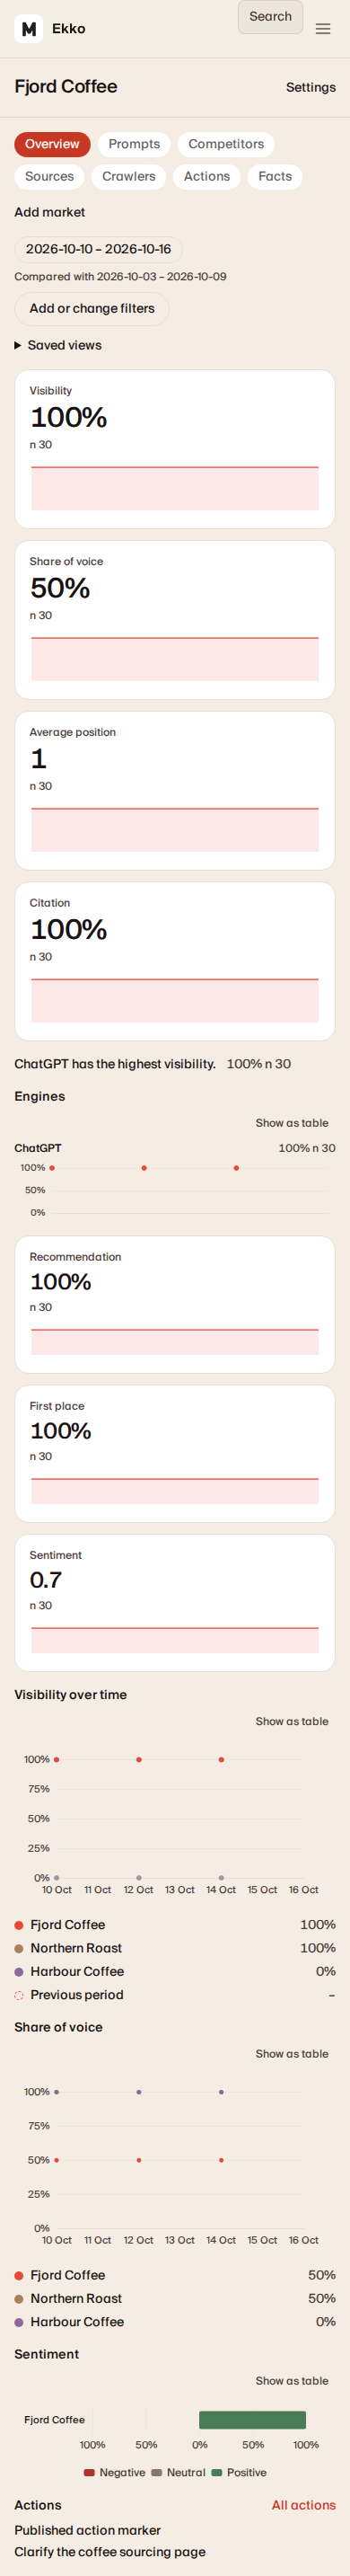 Search
M Ekko
Fjord Coffee Settings
Overview Prompts Competitors
Sources Crawlers Actions Facts
Add market
2026-10-10 – 2026-10-16
Compared with 2026-10-03 – 2026-10-09
Add or change filters
Saved views
Visibility
100%
n 30
Share of voice
50%
n 30
Average position
1
n 30
Citation
100%
n 30
ChatGPT has the highest visibility. 100% n 30
Engines
Show as table
ChatGPT 100% n 30
100%
50%
0%
Recommendation
100%
n 30
First place
100%
n 30
Sentiment
0.7
n 30
Visibility over time
Show as table
100%
75%
50%
25%
0%
10 Oct 11 Oct 12 Oct 13 Oct 14 Oct 15 Oct 16 Oct
Fjord Coffee 100%
Northern Roast 100%
Harbour Coffee 0%
Previous period –
Share of voice
Show as table
100%
75%
50%
25%
0%
10 Oct 11 Oct 12 Oct 13 Oct 14 Oct 15 Oct 16 Oct
Fjord Coffee 50%
Northern Roast 50%
Harbour Coffee 0%
Sentiment
Show as table
Fjord Coffee
100% 50% 0% 50% 100%
Negative Neutral Positive
Actions All actions
Published action marker
Clarify the coffee sourcing page